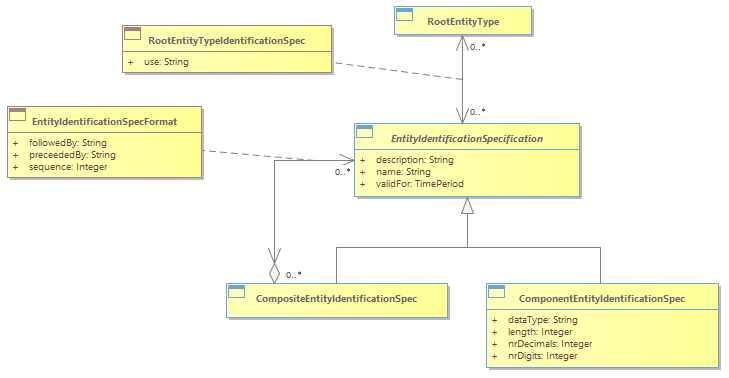 RootEntityType
RootEntityTypeIdentificationSpec
+ use: String
0..*
EntityIdentificationSpecFormat
+ followedBy: String
+ preceededBy: String
+ sequence: Integer
0..*
EntityIdentificationSpecification
+ description: String
+ name: String
+ validFor: TimePeriod
0..*
0..*
CompositeEntityIdentificationSpec
ComponentEntityIdentificationSpec
+ dataType: String
+ length: Integer
+ nrDecimals: Integer
+ nrDigits: Integer